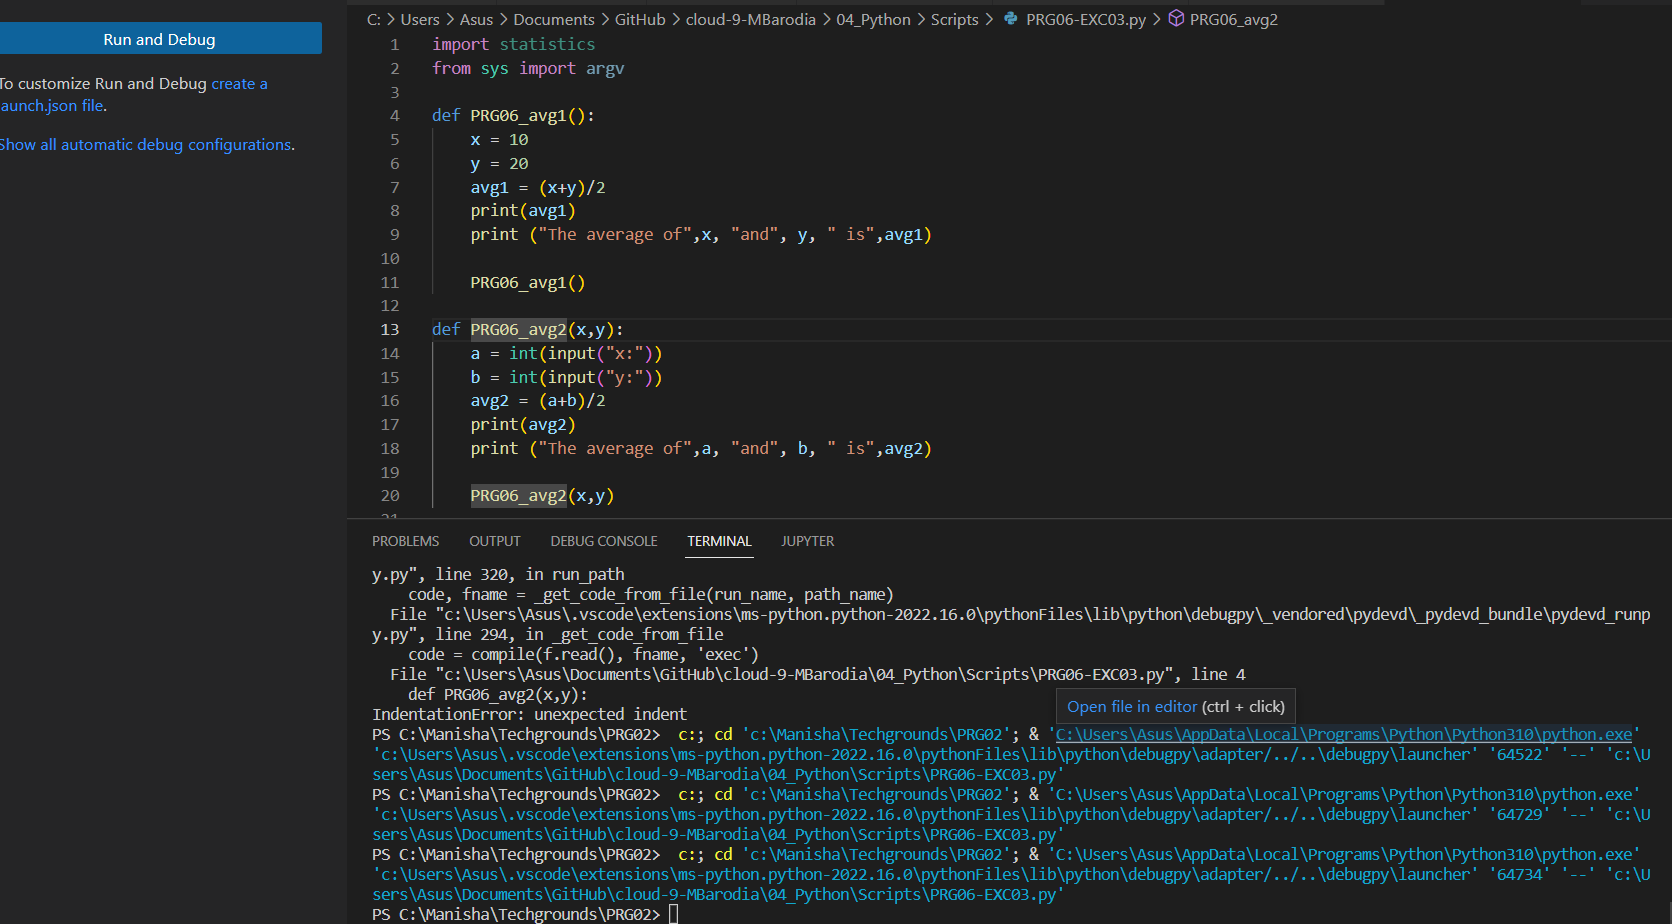 Run and Debug
To customize Run and Debug create a
launch.json file.
Show all automatic debug configurations.
C: > Users > Asus > Documents > GitHub > cloud-9-MBarodia > 04_Python > Scripts > PRG06-EXC03.py > PRG06_avg2
1 import statistics
2 from sys import argv
3
4 def PRG06_avg1():
5     x = 10
6     y = 20
7     avg1 = (x+y)/2
8     print(avg1)
9     print ("The average of",x, "and", y, " is",avg1)
10
11     PRG06_avg1()
12
13 def PRG06_avg2(x,y):
14     a = int(input("x:"))
15     b = int(input("y:"))
16     avg2 = (a+b)/2
17     print(avg2)
18     print ("The average of",a, "and", b, " is",avg2)
19
20     PRG06_avg2(x,y)
21
PROBLEMS OUTPUT DEBUG CONSOLE TERMINAL JUPYTER
y.py", line 320, in run_path
    code, fname = _get_code_from_file(run_name, path_name)
  File "c:\Users\Asus\.vscode\extensions\ms-python.python-2022.16.0\pythonFiles\lib\python\debugpy\_vendored\pydevd\_pydevd_bundle\pydevd_runp
y.py", line 294, in _get_code_from_file
    code = compile(f.read(), fname, 'exec')
  File "c:\Users\Asus\Documents\GitHub\cloud-9-MBarodia\04_Python\Scripts\PRG06-EXC03.py", line 4
    def PRG06_avg2(x,y):
Open file in editor (ctrl + click)
IndentationError: unexpected indent
PS C:\Manisha\Techgrounds\PRG02>  c:; cd 'c:\Manisha\Techgrounds\PRG02'; & 'C:\Users\Asus\AppData\Local\Programs\Python\Python310\python.exe'
'c:\Users\Asus\.vscode\extensions\ms-python.python-2022.16.0\pythonFiles\lib\python\debugpy\adapter/../..\debugpy\launcher' '64522' '--' 'c:\U
sers\Asus\Documents\GitHub\cloud-9-MBarodia\04_Python\Scripts\PRG06-EXC03.py'
PS C:\Manisha\Techgrounds\PRG02>  c:; cd 'c:\Manisha\Techgrounds\PRG02'; & 'C:\Users\Asus\AppData\Local\Programs\Python\Python310\python.exe'
'c:\Users\Asus\.vscode\extensions\ms-python.python-2022.16.0\pythonFiles\lib\python\debugpy\adapter/../..\debugpy\launcher' '64729' '--' 'c:\U
sers\Asus\Documents\GitHub\cloud-9-MBarodia\04_Python\Scripts\PRG06-EXC03.py'
PS C:\Manisha\Techgrounds\PRG02>  c:; cd 'c:\Manisha\Techgrounds\PRG02'; & 'C:\Users\Asus\AppData\Local\Programs\Python\Python310\python.exe'
'c:\Users\Asus\.vscode\extensions\ms-python.python-2022.16.0\pythonFiles\lib\python\debugpy\adapter/../..\debugpy\launcher' '64734' '--' 'c:\U
sers\Asus\Documents\GitHub\cloud-9-MBarodia\04_Python\Scripts\PRG06-EXC03.py'
PS C:\Manisha\Techgrounds\PRG02>